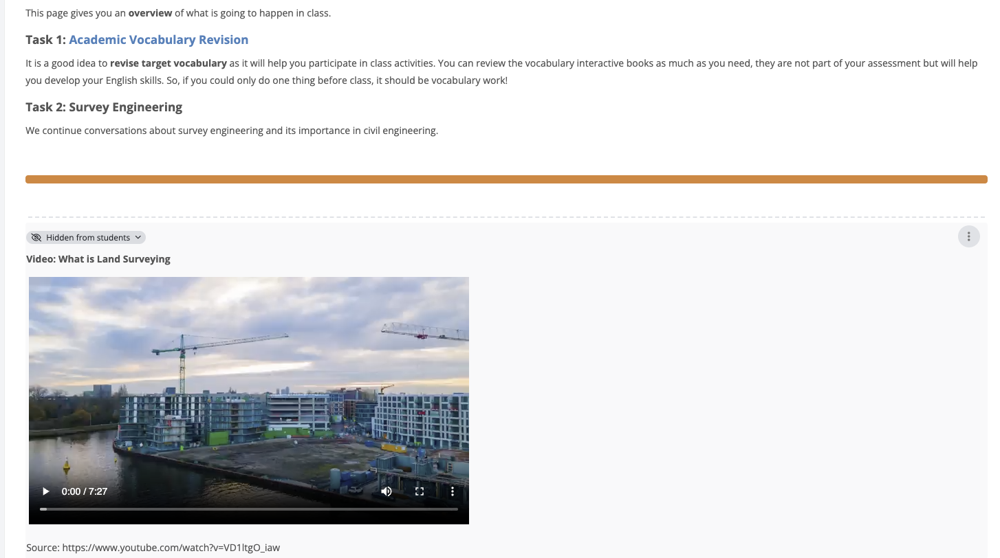 This page gives you an overview of what is going to happen in class.
Task 1: Academic Vocabulary Revision
It is a good idea to revise target vocabulary as it will help you participate in class activities. You can review the vocabulary interactive books as much as you need, they are not part of your assessment but will help
you develop your English skills. So, if you could only do one thing before class, it should be vocabulary work!
Task 2: Survey Engineering
We continue conversations about survey engineering and its importance in civil engineering.
Hidden from students
Video: What is Land Surveying
0:00 / 7:27
Source: https://www.youtube.com/watch?v=VD1ltgO_iaw